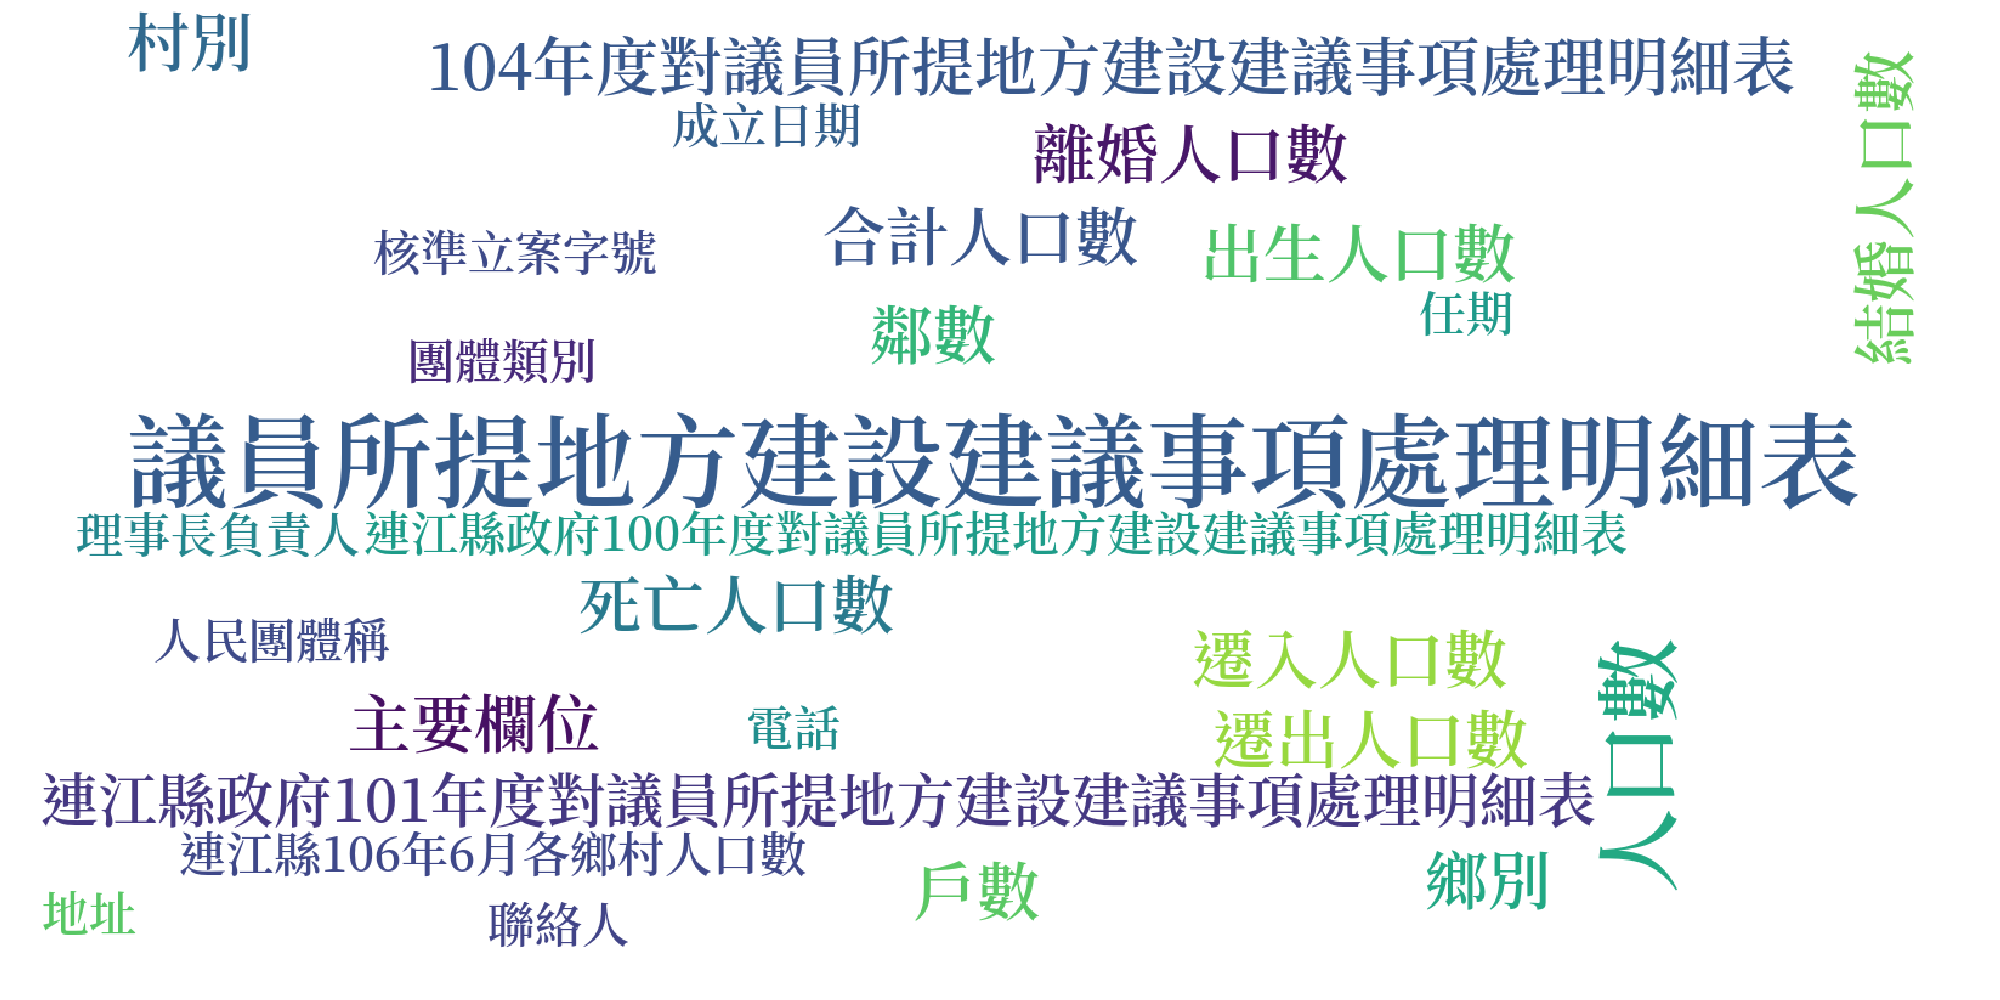 村別
104年度對議員所提地方建設建議事項處理明細表
結婚人口數
成立日期
離婚人口數
合計人口數
出生人口數
核準立案字號
任期
鄰數
團體類別
議員所提地方建設建議事項處理明細表
理事長負責人
連江縣政府100年度對議員所提地方建設建議事項處理明細表
死亡人口數
人民團體稱
遷入人口數
人口數
主要欄位
電話
遷出人口數
連江縣政府101年度對議員所提地方建設建議事項處理明細表
連江縣106年6月各鄉村人口數
鄉別
戶數
地址
聯絡人